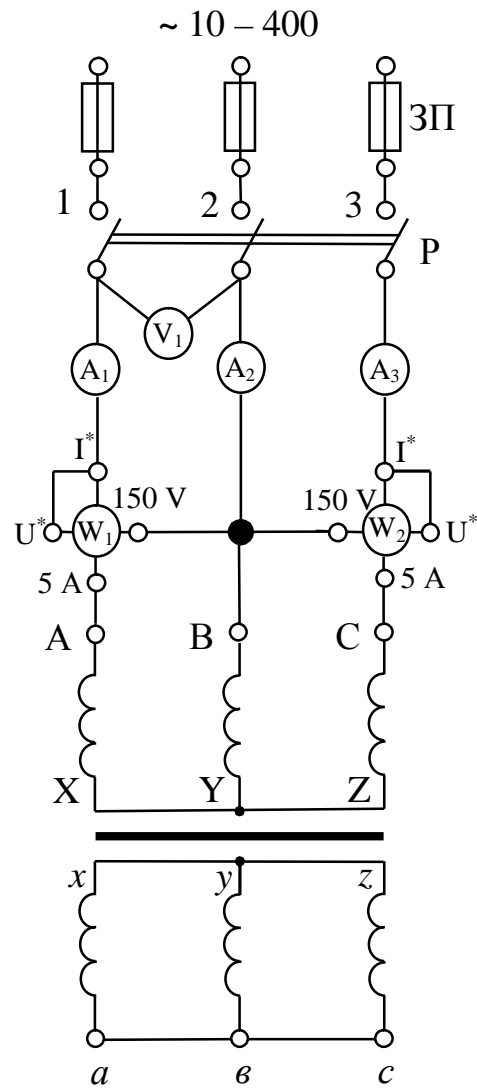 ~ 10 – 400
ЗП
1 2 3
Р
V₁
A₁ A₂ A₃
I* I*
150 V 150 V
U* W₁ W₂ U*
5 A 5 A
A B C
X Y Z
x y z
а в с